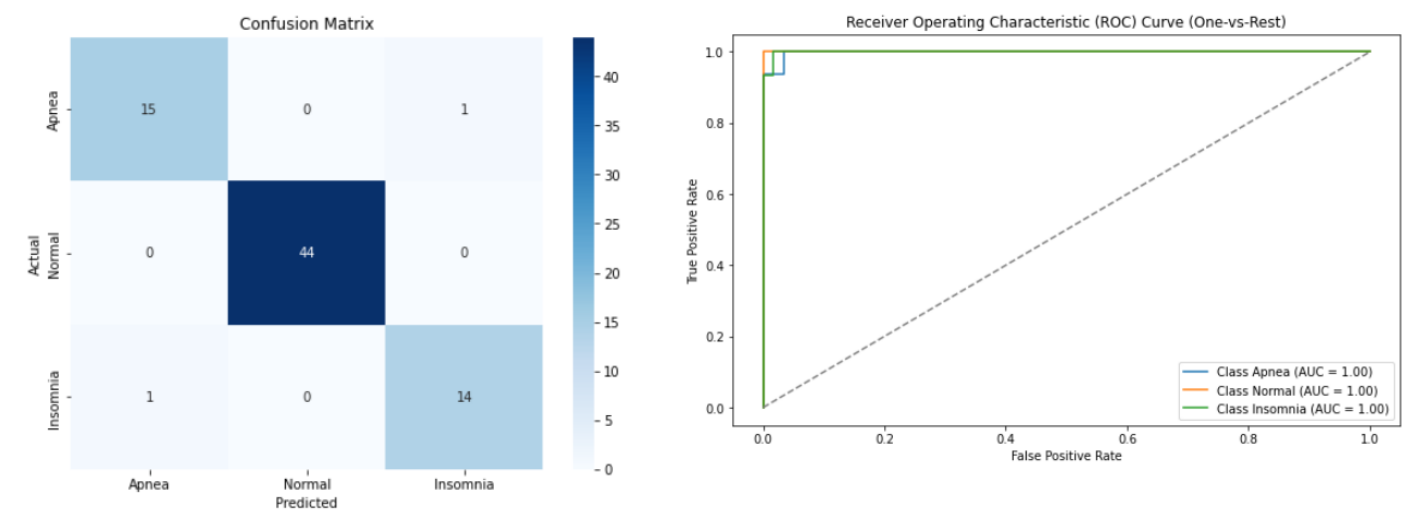 Confusion Matrix
Apnea
Actual
Normal
Insomnia
15 0 1
0 44 0
1 0 14
Apnea Normal Insomnia
Predicted
40
35
30
25
20
15
10
5
0
Receiver Operating Characteristic (ROC) Curve (One-vs-Rest)
True Positive Rate
1.0
0.8
0.6
0.4
0.2
0.0
0.0 0.2 0.4 0.6 0.8 1.0
False Positive Rate
Class Apnea (AUC = 1.00)
Class Normal (AUC = 1.00)
Class Insomnia (AUC = 1.00)